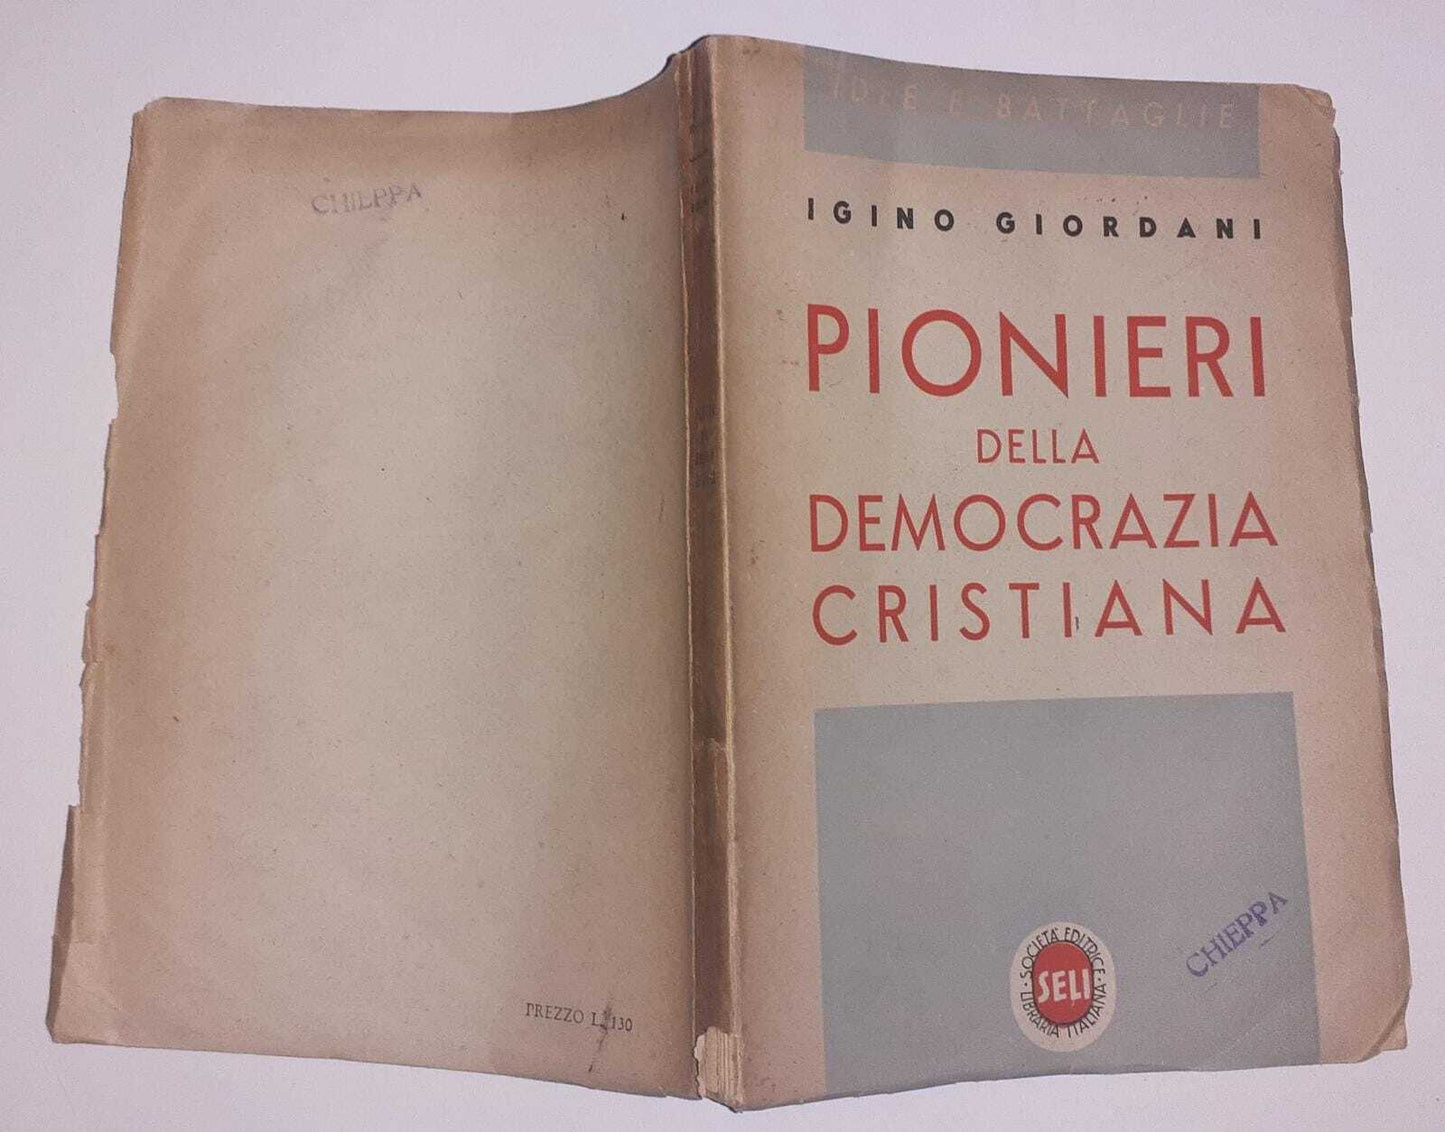 CHIEPPA
PREZZO L. 130
IDEE E BATTAGLIE
IGINO GIORDANI
PIONIERI
DELLA
DEMOCRAZIA
CRISTIANA
CHIEPPA
SOCIETÀ EDITRICE
SELI
LIBRARIA ITALIANA